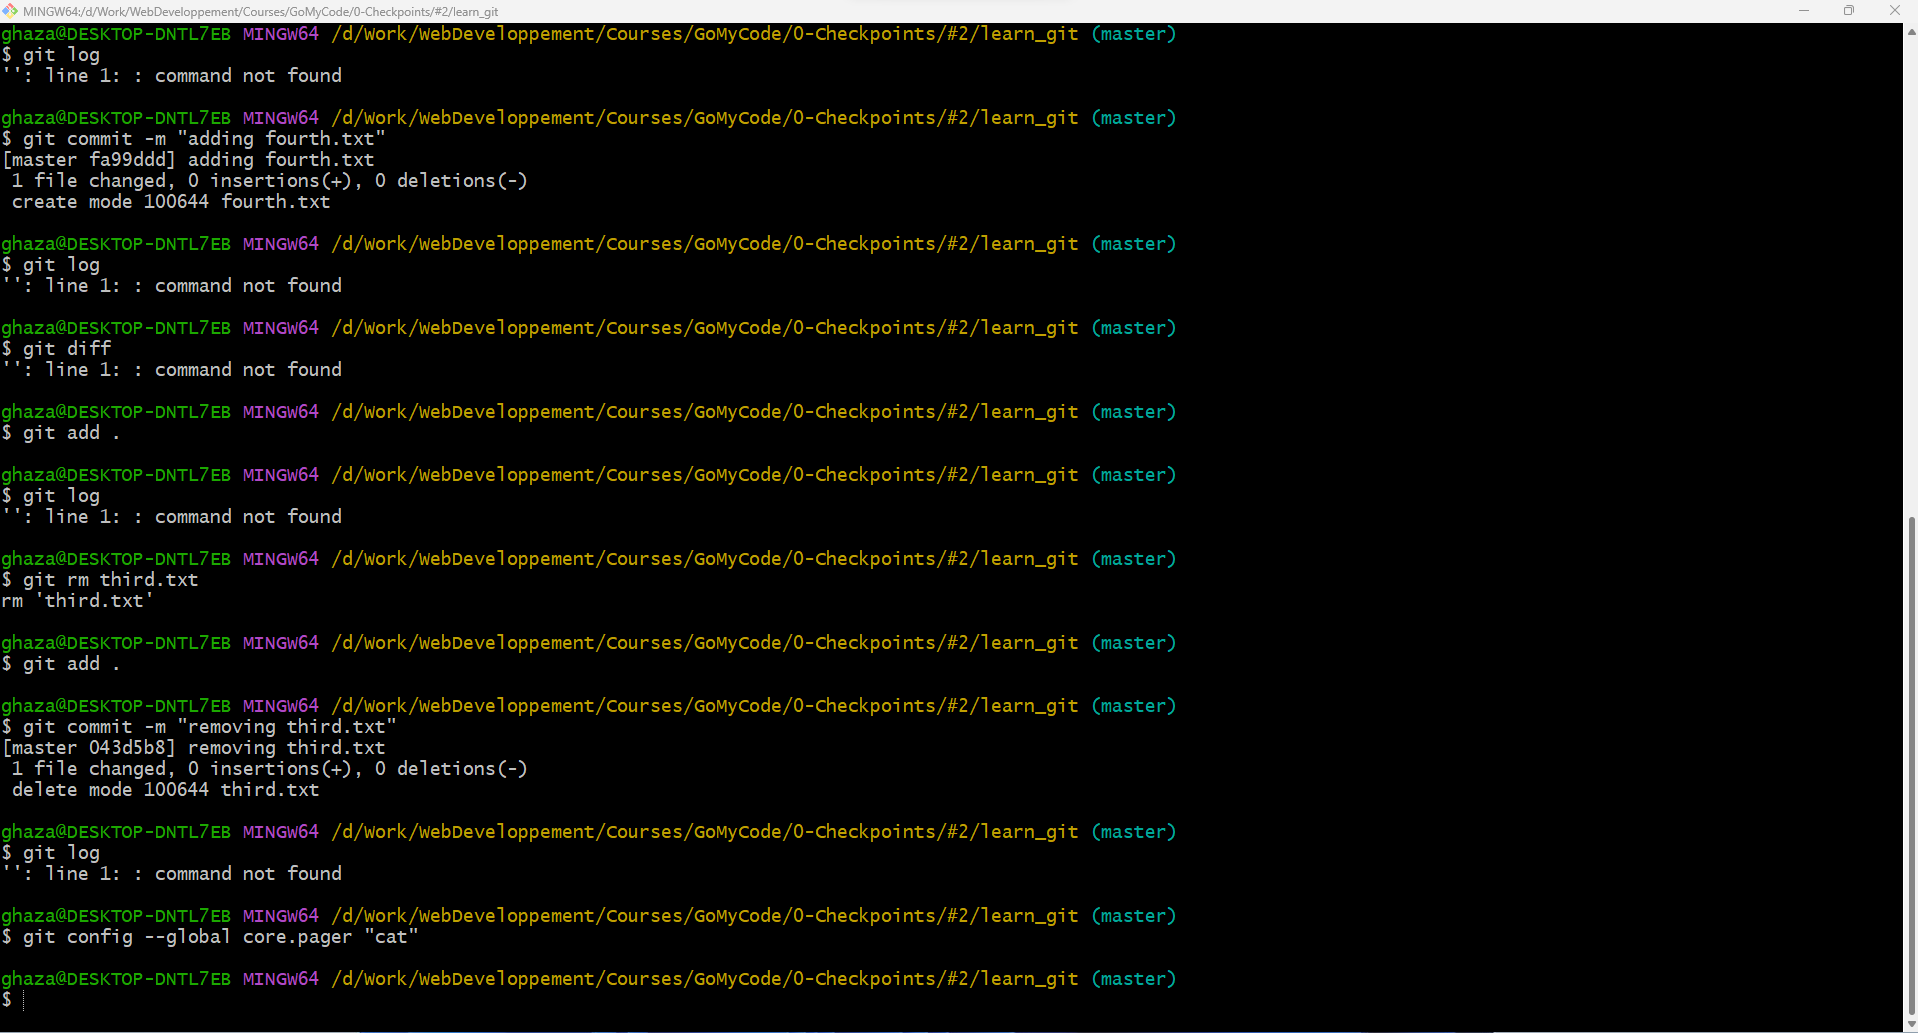 MINGW64:/d/Work/WebDeveloppement/Courses/GoMyCode/0-Checkpoints/#2/learn_git
ghaza@DESKTOP-DNTL7EB MINGW64 /d/Work/WebDeveloppement/Courses/GoMyCode/0-Checkpoints/#2/learn_git (master)
$ git log
'': line 1: : command not found
ghaza@DESKTOP-DNTL7EB MINGW64 /d/Work/WebDeveloppement/Courses/GoMyCode/0-Checkpoints/#2/learn_git (master)
$ git commit -m "adding fourth.txt"
[master fa99ddd] adding fourth.txt
 1 file changed, 0 insertions(+), 0 deletions(-)
 create mode 100644 fourth.txt
ghaza@DESKTOP-DNTL7EB MINGW64 /d/Work/WebDeveloppement/Courses/GoMyCode/0-Checkpoints/#2/learn_git (master)
$ git log
'': line 1: : command not found
ghaza@DESKTOP-DNTL7EB MINGW64 /d/Work/WebDeveloppement/Courses/GoMyCode/0-Checkpoints/#2/learn_git (master)
$ git diff
'': line 1: : command not found
ghaza@DESKTOP-DNTL7EB MINGW64 /d/Work/WebDeveloppement/Courses/GoMyCode/0-Checkpoints/#2/learn_git (master)
$ git add .
ghaza@DESKTOP-DNTL7EB MINGW64 /d/Work/WebDeveloppement/Courses/GoMyCode/0-Checkpoints/#2/learn_git (master)
$ git log
'': line 1: : command not found
ghaza@DESKTOP-DNTL7EB MINGW64 /d/Work/WebDeveloppement/Courses/GoMyCode/0-Checkpoints/#2/learn_git (master)
$ git rm third.txt
rm 'third.txt'
ghaza@DESKTOP-DNTL7EB MINGW64 /d/Work/WebDeveloppement/Courses/GoMyCode/0-Checkpoints/#2/learn_git (master)
$ git add .
ghaza@DESKTOP-DNTL7EB MINGW64 /d/Work/WebDeveloppement/Courses/GoMyCode/0-Checkpoints/#2/learn_git (master)
$ git commit -m "removing third.txt"
[master 043d5b8] removing third.txt
 1 file changed, 0 insertions(+), 0 deletions(-)
 delete mode 100644 third.txt
ghaza@DESKTOP-DNTL7EB MINGW64 /d/Work/WebDeveloppement/Courses/GoMyCode/0-Checkpoints/#2/learn_git (master)
$ git log
'': line 1: : command not found
ghaza@DESKTOP-DNTL7EB MINGW64 /d/Work/WebDeveloppement/Courses/GoMyCode/0-Checkpoints/#2/learn_git (master)
$ git config --global core.pager "cat"
ghaza@DESKTOP-DNTL7EB MINGW64 /d/Work/WebDeveloppement/Courses/GoMyCode/0-Checkpoints/#2/learn_git (master)
$